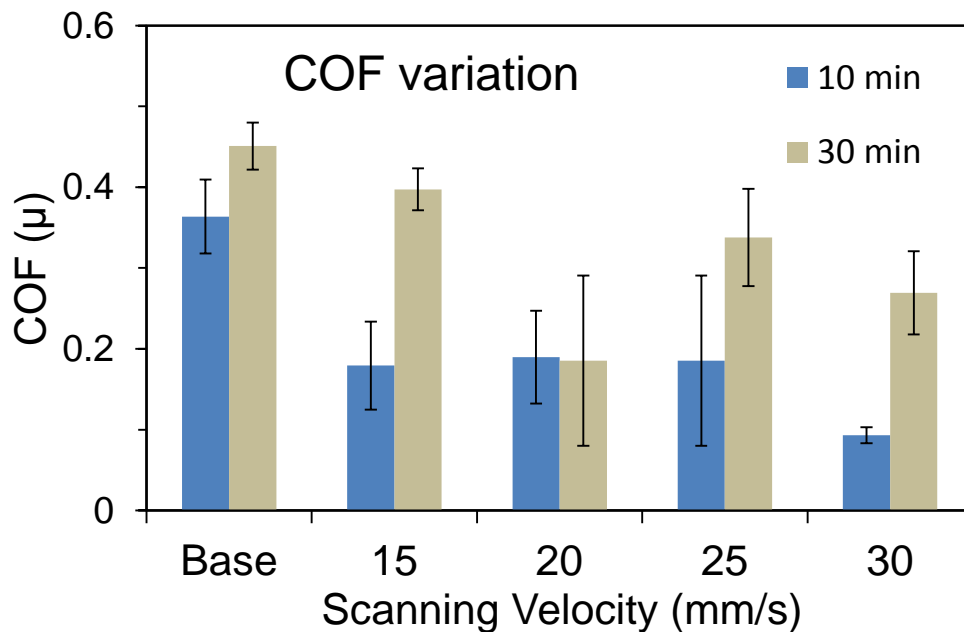 COF variation
10 min
30 min
COF (µ)
0.6
0.4
0.2
0
Base 15 20 25 30
Scanning Velocity (mm/s)